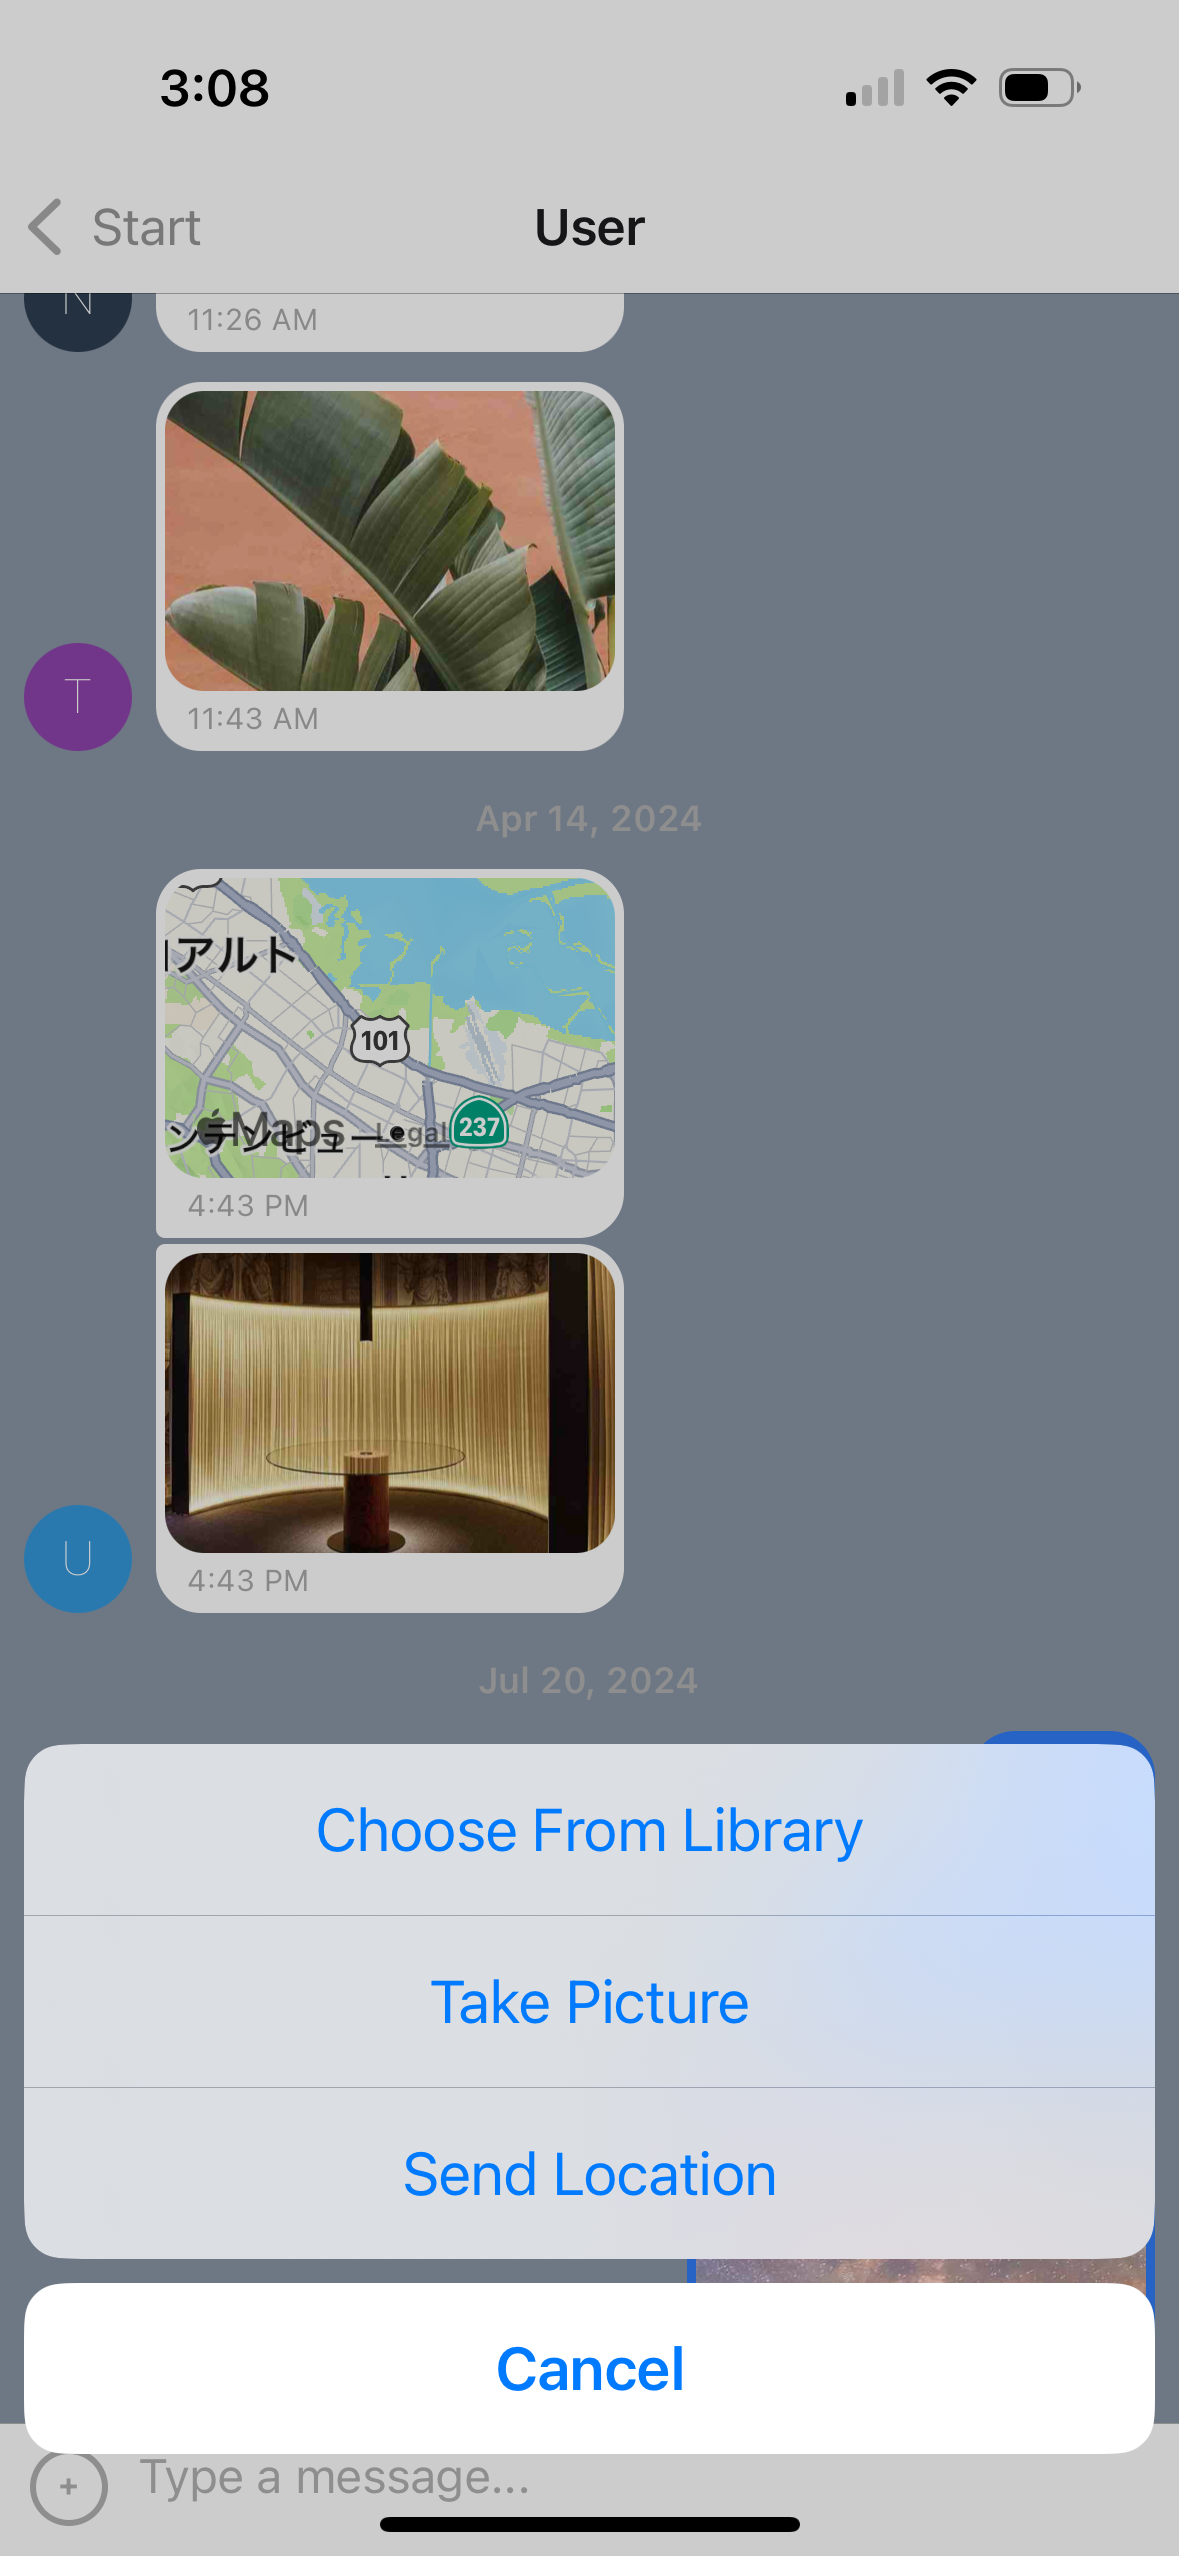 3:08
Start
User
N
11:26 AM
T
11:43 AM
Apr 14, 2024
アルト
101
237
Maps
Legal
ンテンビュー
4:43 PM
U
4:43 PM
Jul 20, 2024
Choose From Library
Take Picture
Send Location
Cancel
+
Type a message...